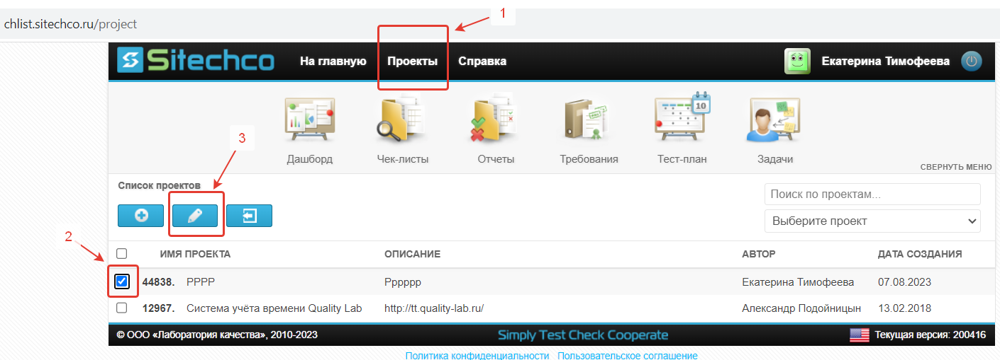 1
chlist.sitechco.ru/project
Sitechco На главную Проекты Справка Екатерина Тимофеева
10
3
Дашборд Чек-листы Отчеты Требования Тест-план Задачи
СВЕРНУТЬ МЕНЮ
Список проектов
Поиск по проектам...
Выберите проект
2
ИМЯ ПРОЕКТА ОПИСАНИЕ АВТОР ДАТА СОЗДАНИЯ
44838. РРРР Рррррр Екатерина Тимофеева 07.08.2023
12967. Система учёта времени Quality Lab http://tt.quality-lab.ru/ Александр Подойницын 13.02.2018
© ООО «Лаборатория качества», 2010-2023 Simply Test Check Cooperate Текущая версия: 200416
Политика конфиденциальности Пользовательское соглашение